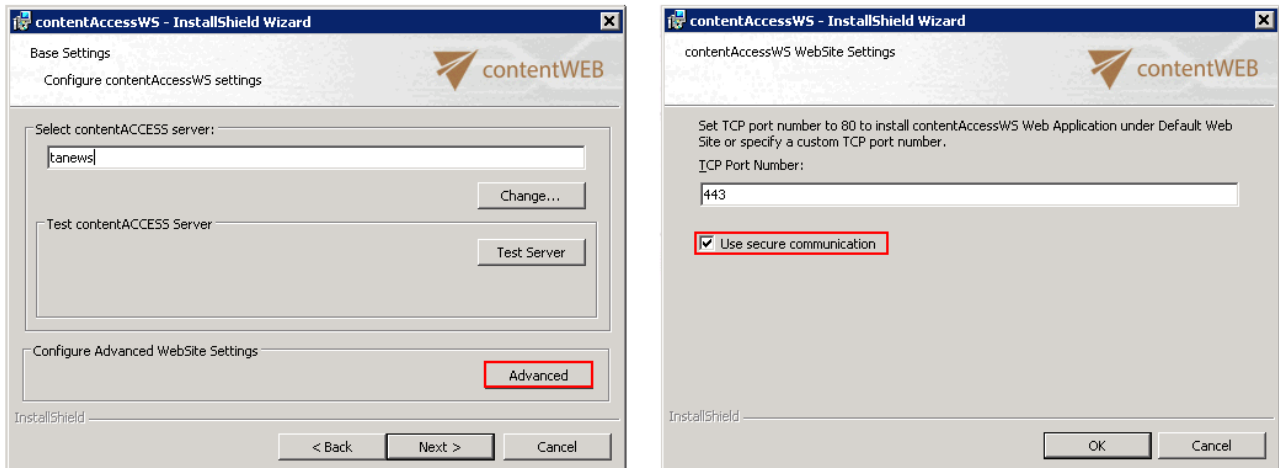 contentAccessWS - InstallShield Wizard
Base Settings
Configure contentAccessWS settings
contentWEB
Select contentACCESS server:
tanews
Change...
Test contentACCESS Server
Test Server
Configure Advanced WebSite Settings
Advanced
InstallShield
< Back
Next >
Cancel
contentAccessWS - InstallShield Wizard
contentAccessWS WebSite Settings
contentWEB
Set TCP port number to 80 to install contentAccessWS Web Application under Default Web
Site or specify a custom TCP port number.
TCP Port Number:
443
Use secure communication
InstallShield
OK
Cancel